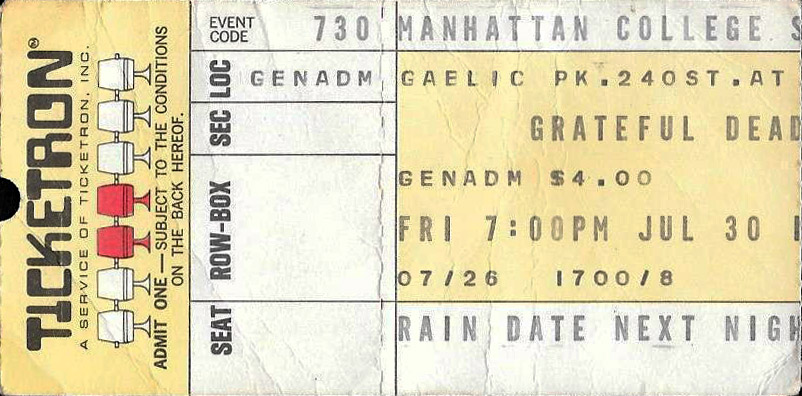 TICKETRON®
A SERVICE OF TICKETRON, INC.
ADMIT ONE — SUBJECT TO THE CONDITIONS
ON THE BACK HEREOF.
EVENT
CODE
730
LOC
GENADM
SEC
ROW-BOX
SEAT
MANHATTAN COLLEGE S
GAELIC PK.240ST.AT
GRATEFUL DEAD
GENADM $4.00
FRI 7:00PM JUL 30 1
07/26 1700/8
RAIN DATE NEXT NIGH